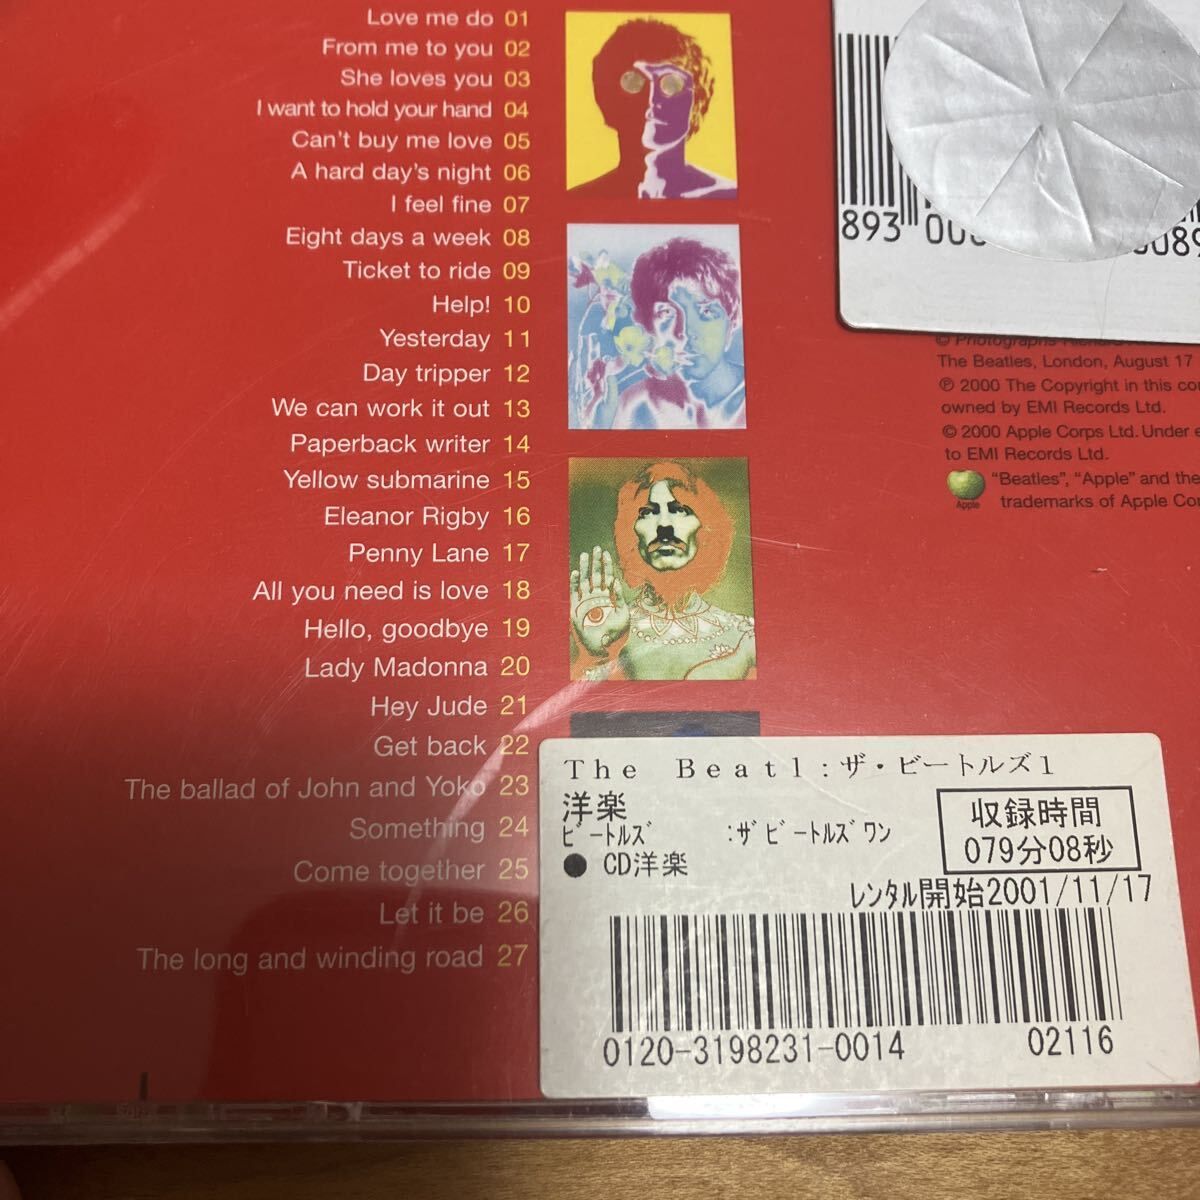 Love me do 01
From me to you 02
She loves you 03
I want to hold your hand 04
Can't buy me love 05
A hard day's night 06
I feel fine 07
Eight days a week 08
Ticket to ride 09
Help! 10
Yesterday 11
Day tripper 12
We can work it out 13
Paperback writer 14
Yellow submarine 15
Eleanor Rigby 16
Penny Lane 17
All you need is love 18
Hello, goodbye 19
Lady Madonna 20
Hey Jude 21
Get back 22
The ballad of John and Yoko 23
Something 24
Come together 25
Let it be 26
The long and winding road 27
893
© Photographs
The Beatles, London, August 17
℗ 2000 The Copyright in this
owned by EMI Records Ltd.
© 2000 Apple Corps Ltd. Under
to EMI Records Ltd.
"Beatles", "Apple" and the
Apple
trademarks of Apple
The Beatl:ザ・ビートルズ1
洋楽
ﾋﾞｰﾄﾙｽﾞ :ｻﾞﾋﾞｰﾄﾙｽﾞﾜﾝ
● CD洋楽
収録時間
079分08秒
ﾚﾝﾀﾙ開始2001/11/17
0120-3198231-0014 02116